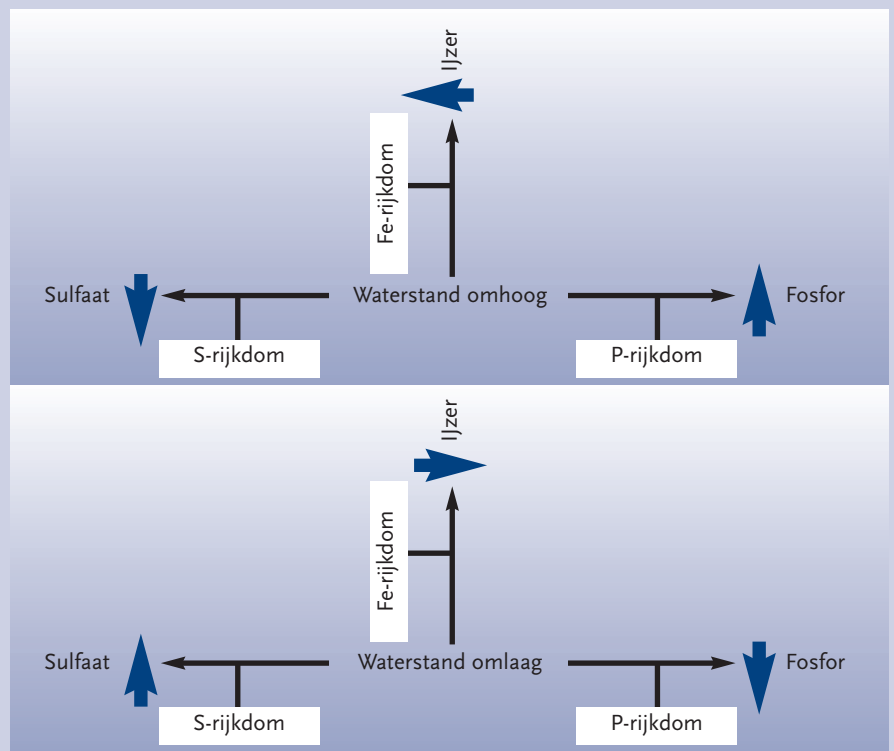 IJzer
Fe-rijkdom
Sulfaat
Waterstand omhoog
Fosfor
S-rijkdom
P-rijkdom
IJzer
Fe-rijkdom
Sulfaat
Waterstand omlaag
Fosfor
S-rijkdom
P-rijkdom